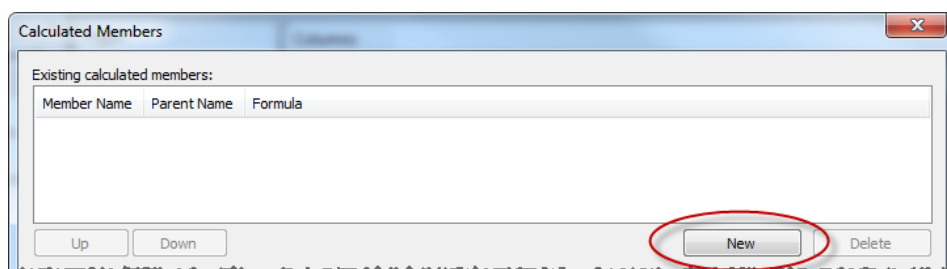 Calculated Members
Existing calculated members:
Member Name Parent Name Formula
Up Down New Delete